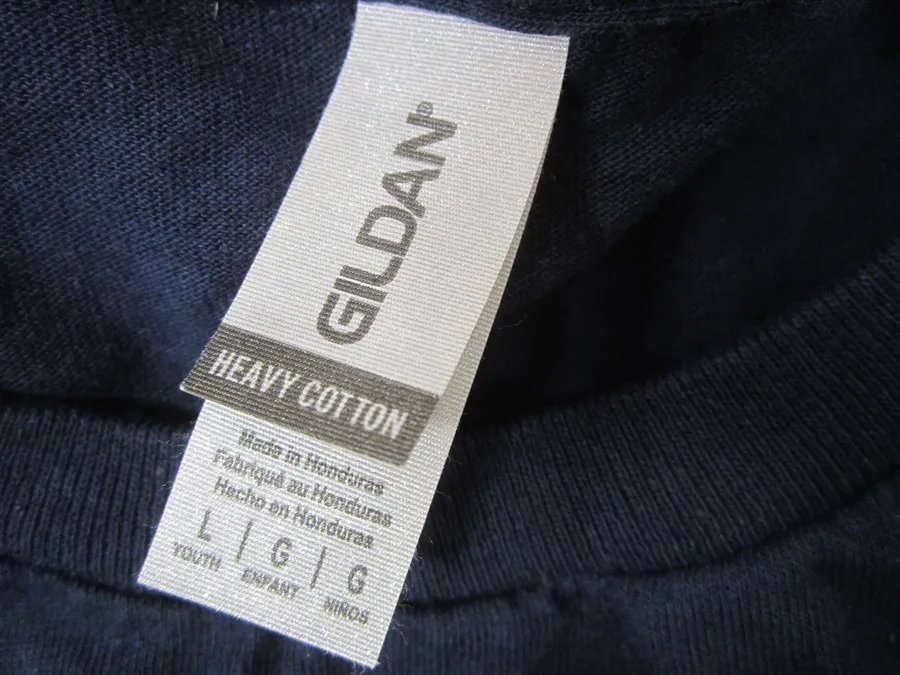 GILDAN®
HEAVY COTTON
Made in Honduras
Fabriqué au Honduras
Hecho en Honduras
L | G | G
YOUTH ENFANT NIÑOS